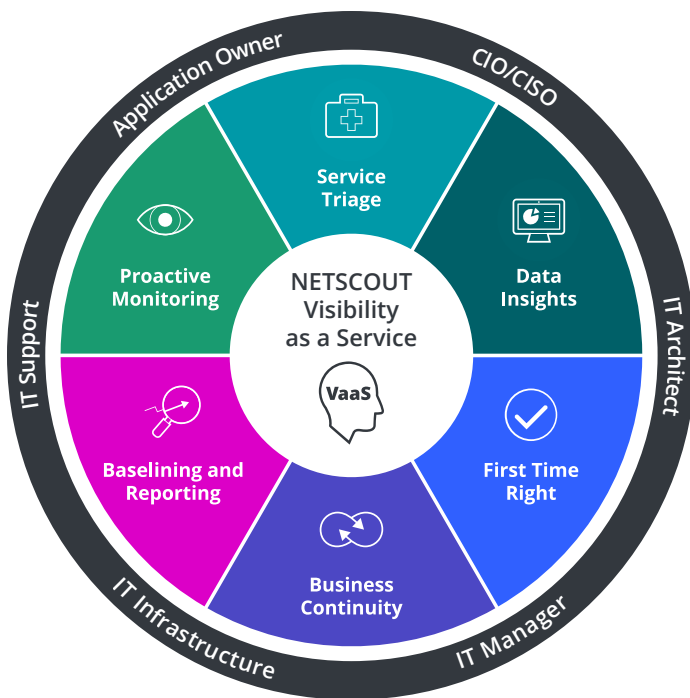 Application Owner
CIO/CISO
IT Architect
IT Manager
IT Infrastructure
IT Support
Service
Triage
Data
Insights
First Time
Right
Business
Continuity
Baselining and
Reporting
Proactive
Monitoring
NETSCOUT
Visibility
as a Service
VaaS